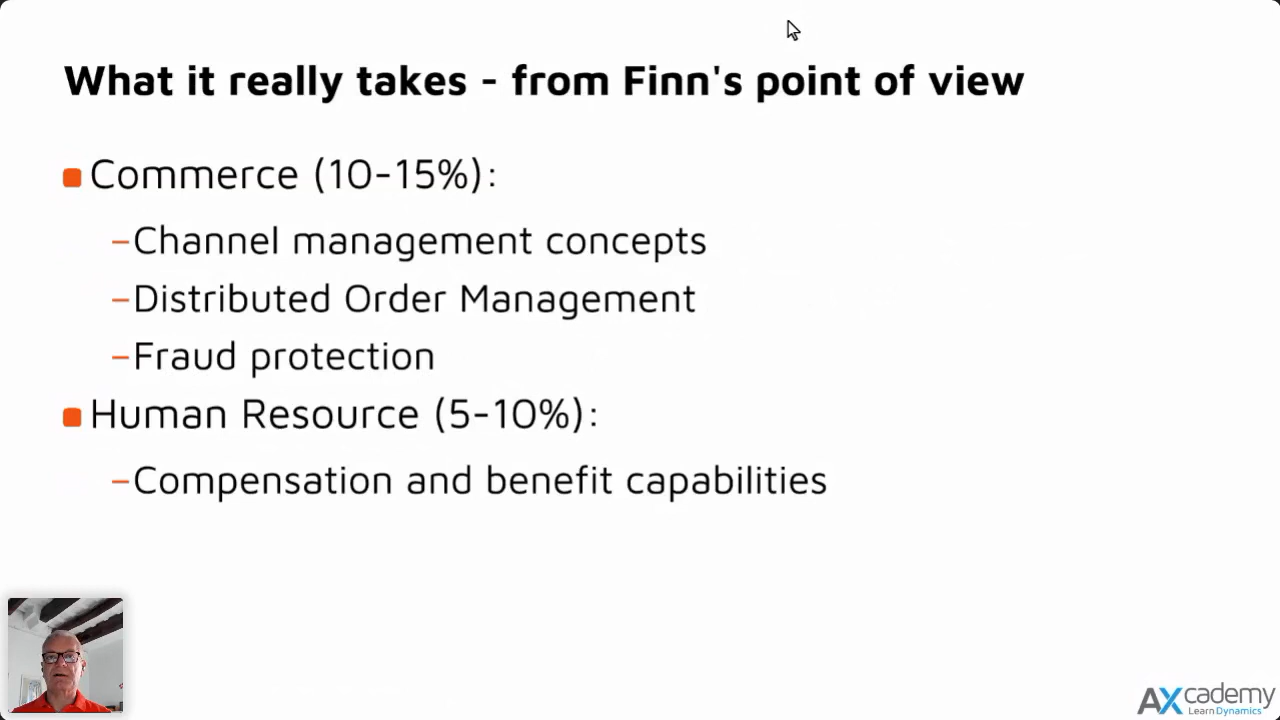 What it really takes - from Finn's point of view
Commerce (10-15%):
–Channel management concepts
–Distributed Order Management
–Fraud protection
Human Resource (5-10%):
–Compensation and benefit capabilities
AXcademy
Learn Dynamics